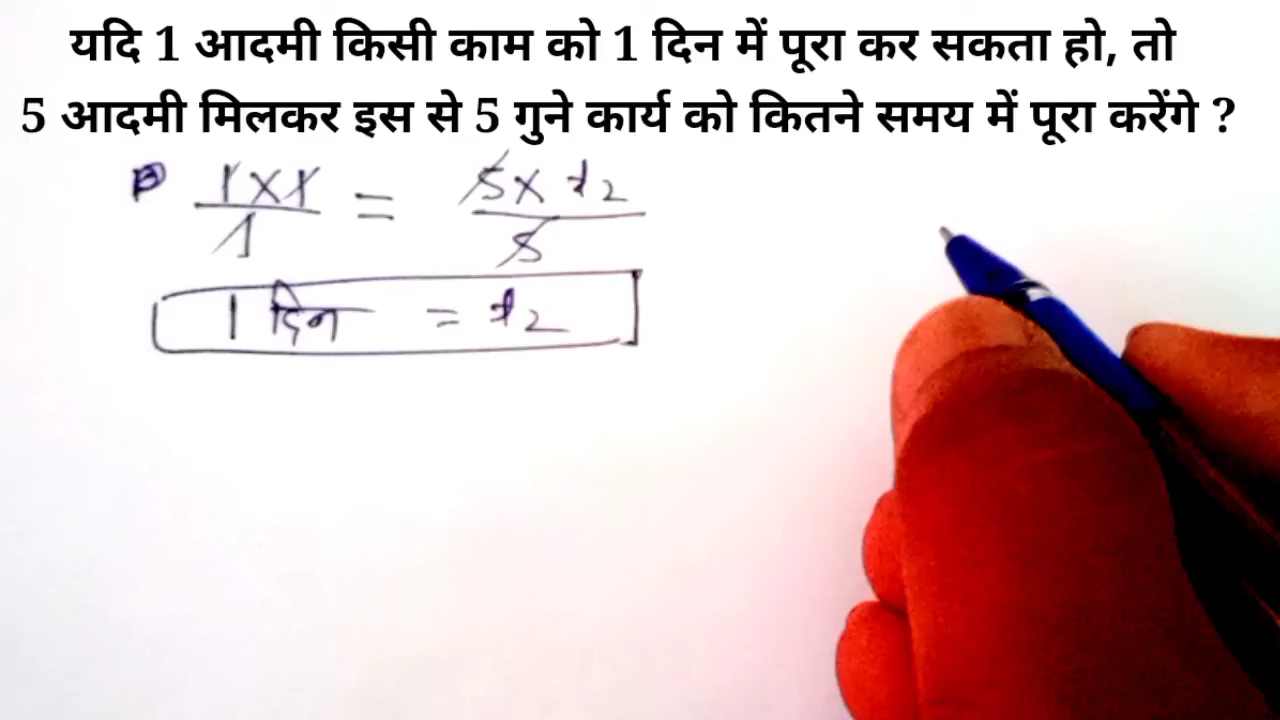 यदि 1 आदमी किसी काम को 1 दिन में पूरा कर सकता हो, तो
5 आदमी मिलकर इस से 5 गुने कार्य को कितने समय में पूरा करेंगे ?
1×1/1 = 5×t2/5
1 दिन = t2